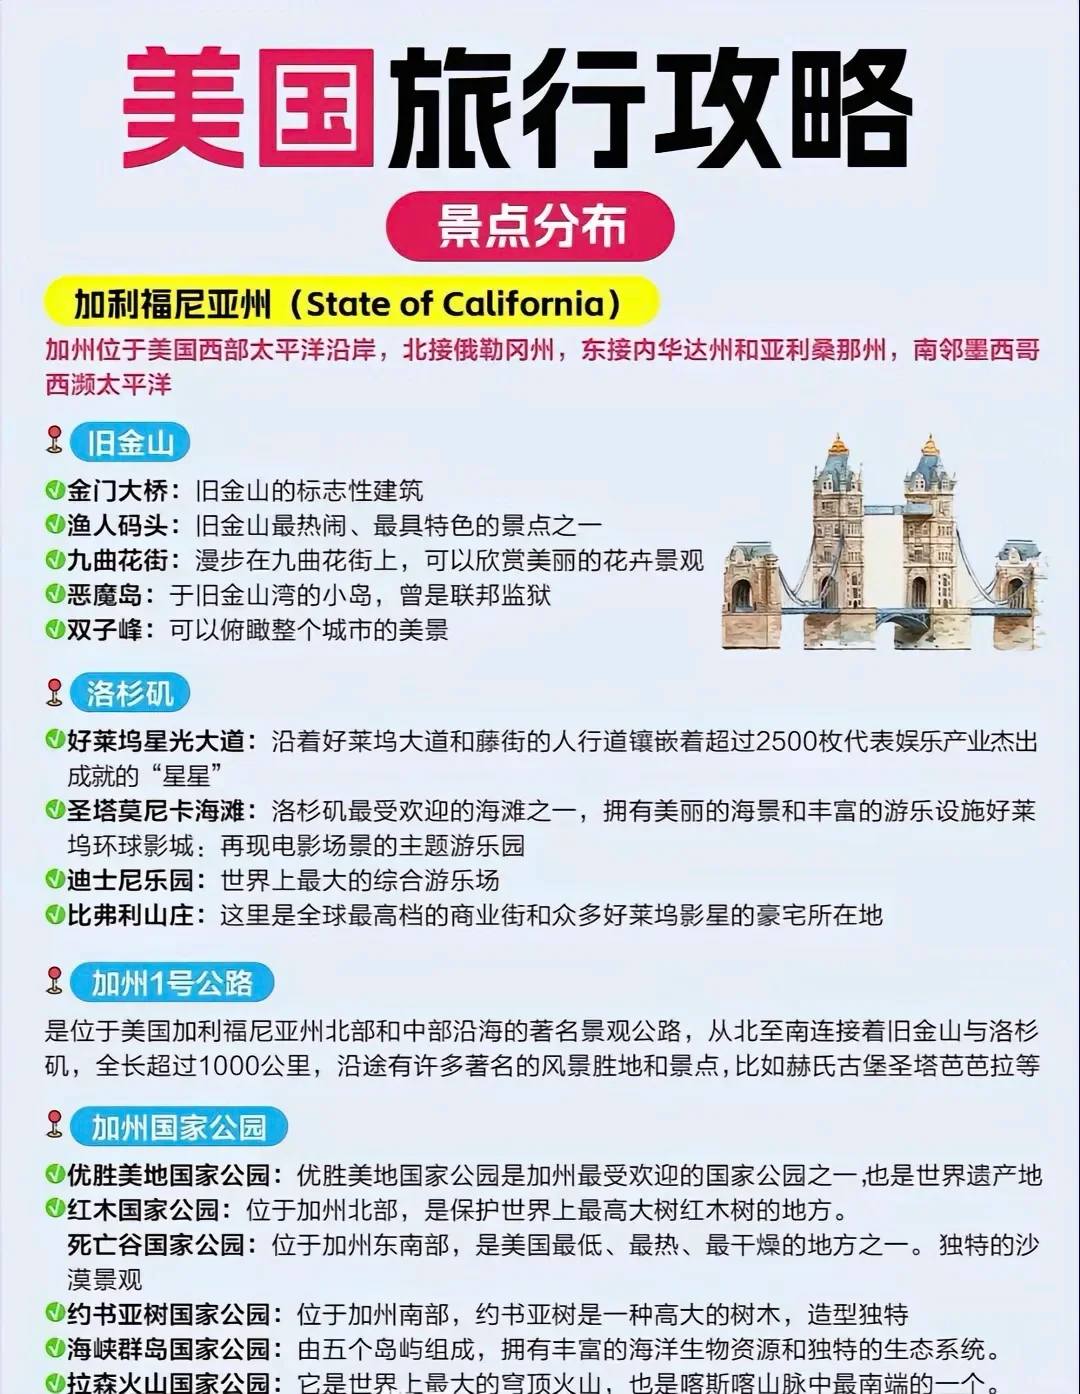 美国旅行攻略
景点分布
加利福尼亚州（State of California）
加州位于美国西部太平洋沿岸，北接俄勒冈州，东接内华达州和亚利桑那州，南邻墨西哥
西濒太平洋
旧金山
金门大桥：旧金山的标志性建筑
渔人码头：旧金山最热闹、最具特色的景点之一
九曲花街：漫步在九曲花街上，可以欣赏美丽的花卉景观
恶魔岛：于旧金山湾的小岛，曾是联邦监狱
双子峰：可以俯瞰整个城市的美景
洛杉矶
好莱坞星光大道：沿着好莱坞大道和藤街的人行道镶嵌着超过2500枚代表娱乐产业杰出
成就的“星星”
圣塔莫尼卡海滩：洛杉矶最受欢迎的海滩之一，拥有美丽的海景和丰富的游乐设施好莱
坞环球影城：再现电影场景的主题游乐园
迪士尼乐园：世界上最大的综合游乐场
比弗利山庄：这里是全球最高档的商业街和众多好莱坞影星的豪宅所在地
加州1号公路
是位于美国加利福尼亚州北部和中部沿海的著名景观公路，从北至南连接着旧金山与洛杉
矶，全长超过1000公里，沿途有许多著名的风景胜地和景点,比如赫氏古堡圣塔芭芭拉等
加州国家公园
优胜美地国家公园：优胜美地国家公园是加州最受欢迎的国家公园之一,也是世界遗产地
红木国家公园：位于加州北部，是保护世界上最高大树红木树的地方。
死亡谷国家公园：位于加州东南部，是美国最低、最热、最干燥的地方之一。独特的沙
漠景观
约书亚树国家公园：位于加州南部，约书亚树是一种高大的树木，造型独特
海峡群岛国家公园：由五个岛屿组成，拥有丰富的海洋生物资源和独特的生态系统。
拉森火山国家公园：它是世界上最大的穹顶火山，也是喀斯喀山脉中最南端的一个。